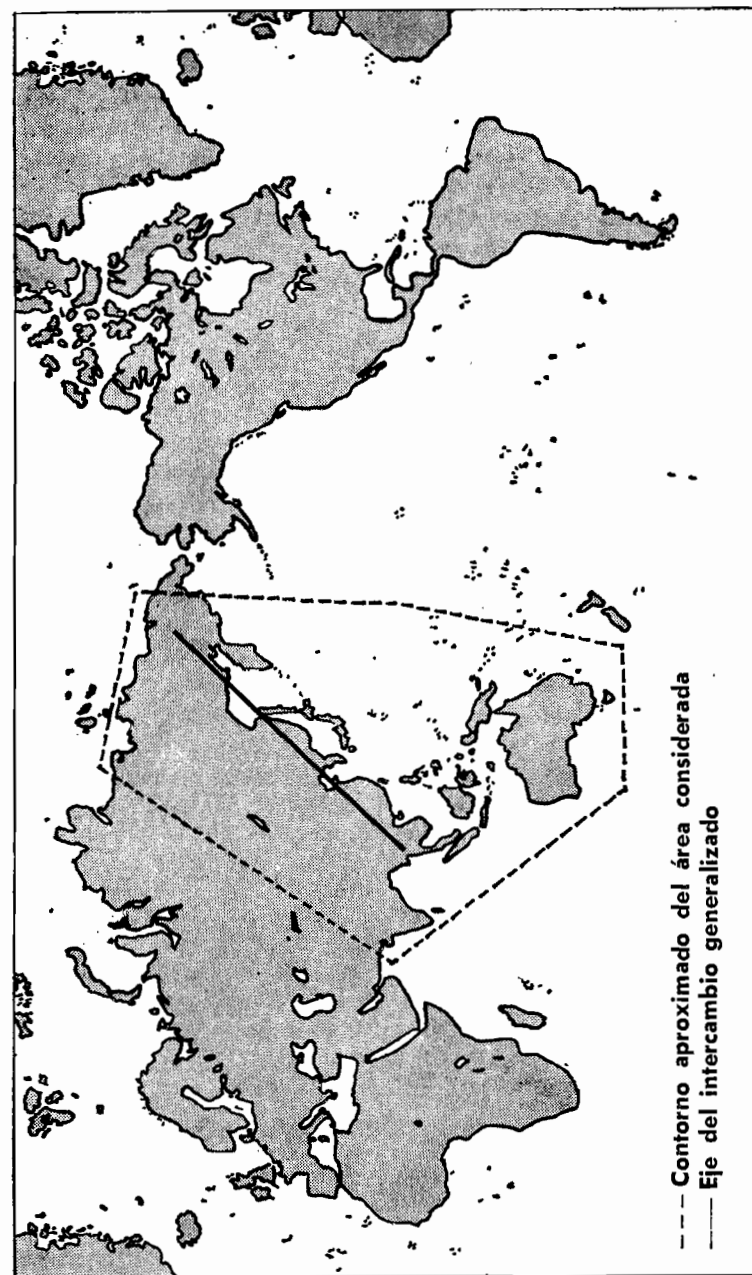 --- Contorno aproximado del área considerada
—— Eje del intercambio generalizado